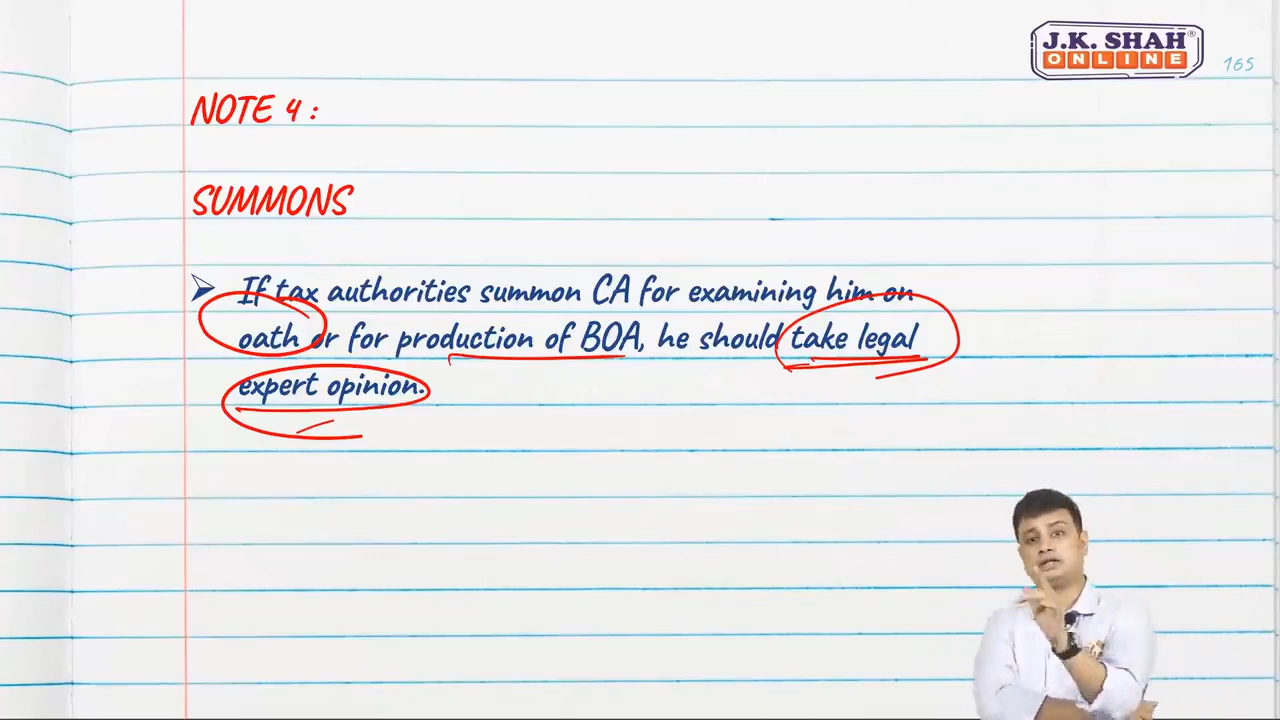 J.K. SHAH®
ONLINE
165
NOTE 4 :
SUMMONS
➢ If tax authorities summon CA for examining him on
oath or for production of BOA, he should take legal
expert opinion.